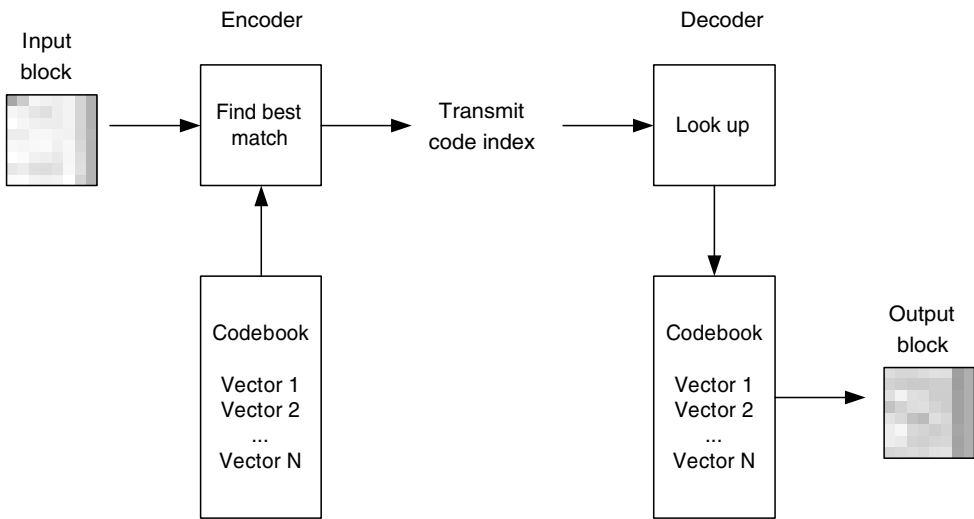 Encoder
Decoder
Input
block
Find best
match
Transmit
code index
Look up
Codebook
Vector 1
Vector 2
...
Vector N
Codebook
Vector 1
Vector 2
...
Vector N
Output
block